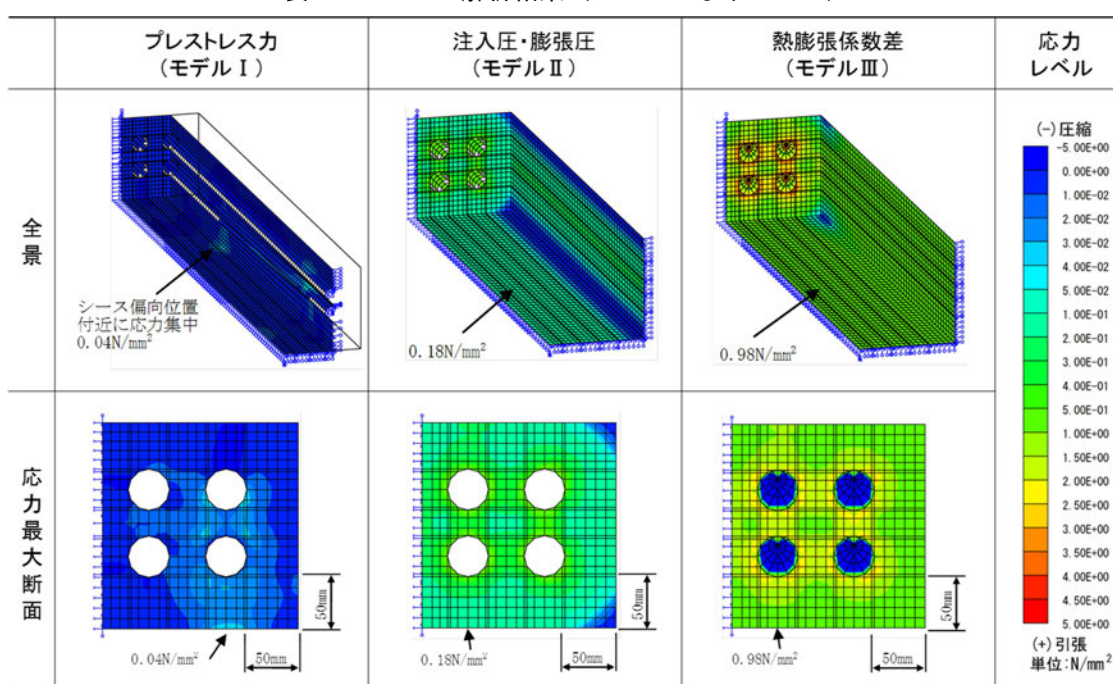 プレストレス力
（モデルⅠ）
注入圧・膨張圧
（モデルⅡ）
熱膨張係数差
（モデルⅢ）
応力
レベル
全景
シース偏向位置
付近に応力集中
0.04N/mm²
0.18N/mm²
0.98N/mm²
(-)圧縮
-5.00E+00
0.00E+00
1.00E-02
2.00E-02
3.00E-02
4.00E-02
5.00E-02
1.00E-01
2.00E-01
3.00E-01
4.00E-01
5.00E-01
1.00E+00
1.50E+00
2.00E+00
2.50E+00
3.00E+00
3.50E+00
4.00E+00
4.50E+00
5.00E+00
(+)引張
単位:N/mm²
応力最大断面
50mm
0.04N/mm²
50mm
50mm
0.18N/mm²
50mm
50mm
0.98N/mm²
50mm